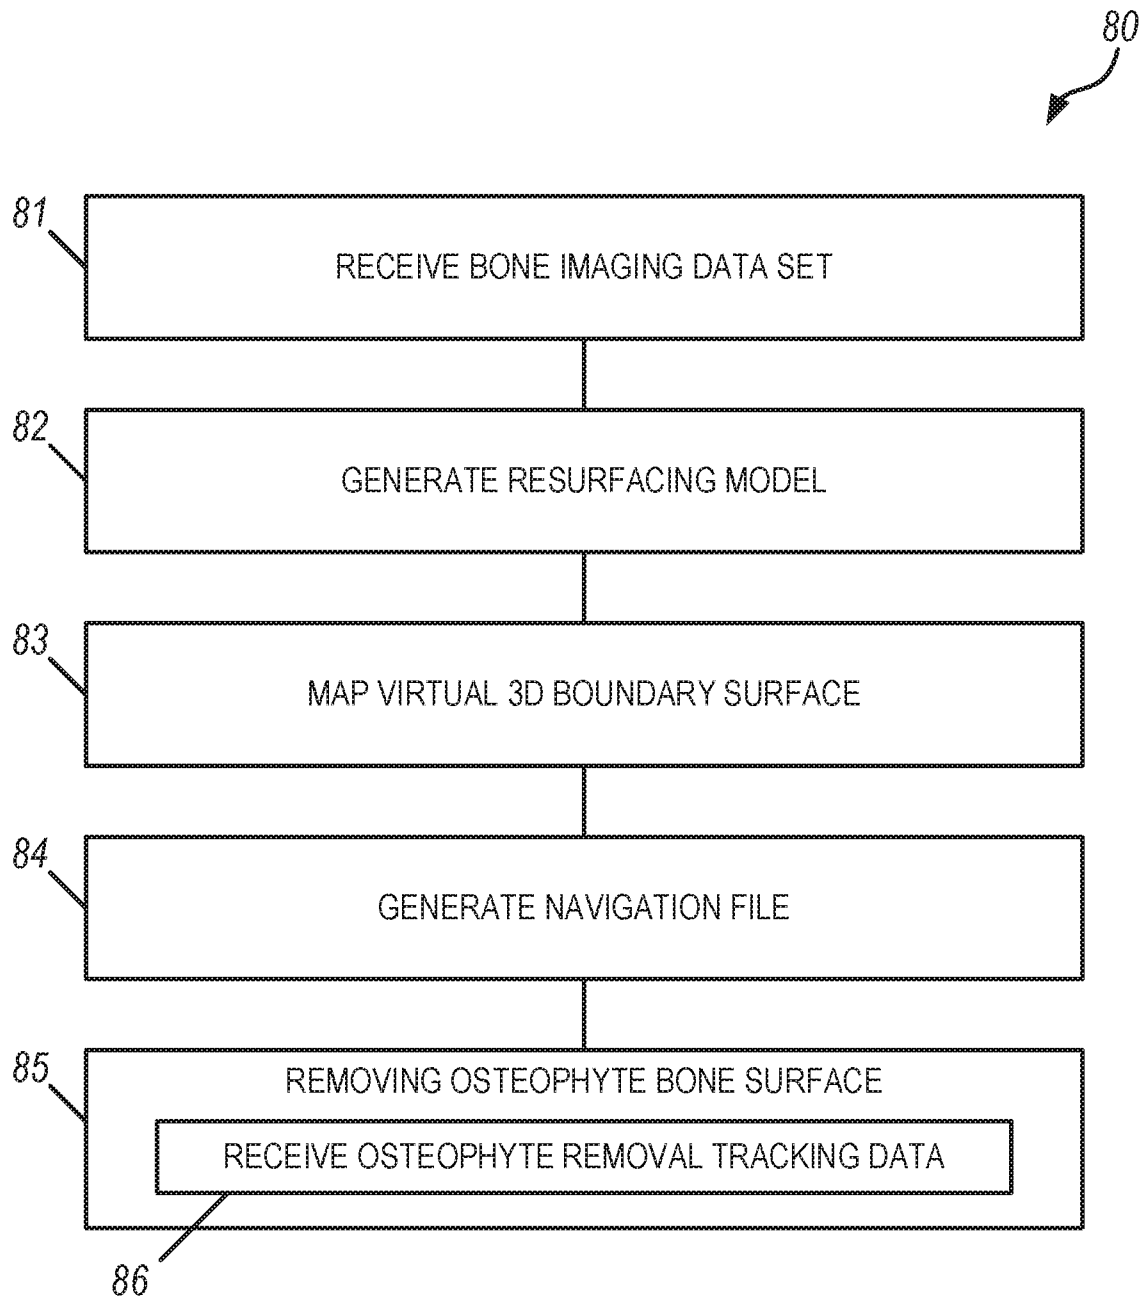 80
81
RECEIVE BONE IMAGING DATA SET
82
GENERATE RESURFACING MODEL
83
MAP VIRTUAL 3D BOUNDARY SURFACE
84
GENERATE NAVIGATION FILE
85
REMOVING OSTEOPHYTE BONE SURFACE
RECEIVE OSTEOPHYTE REMOVAL TRACKING DATA
86